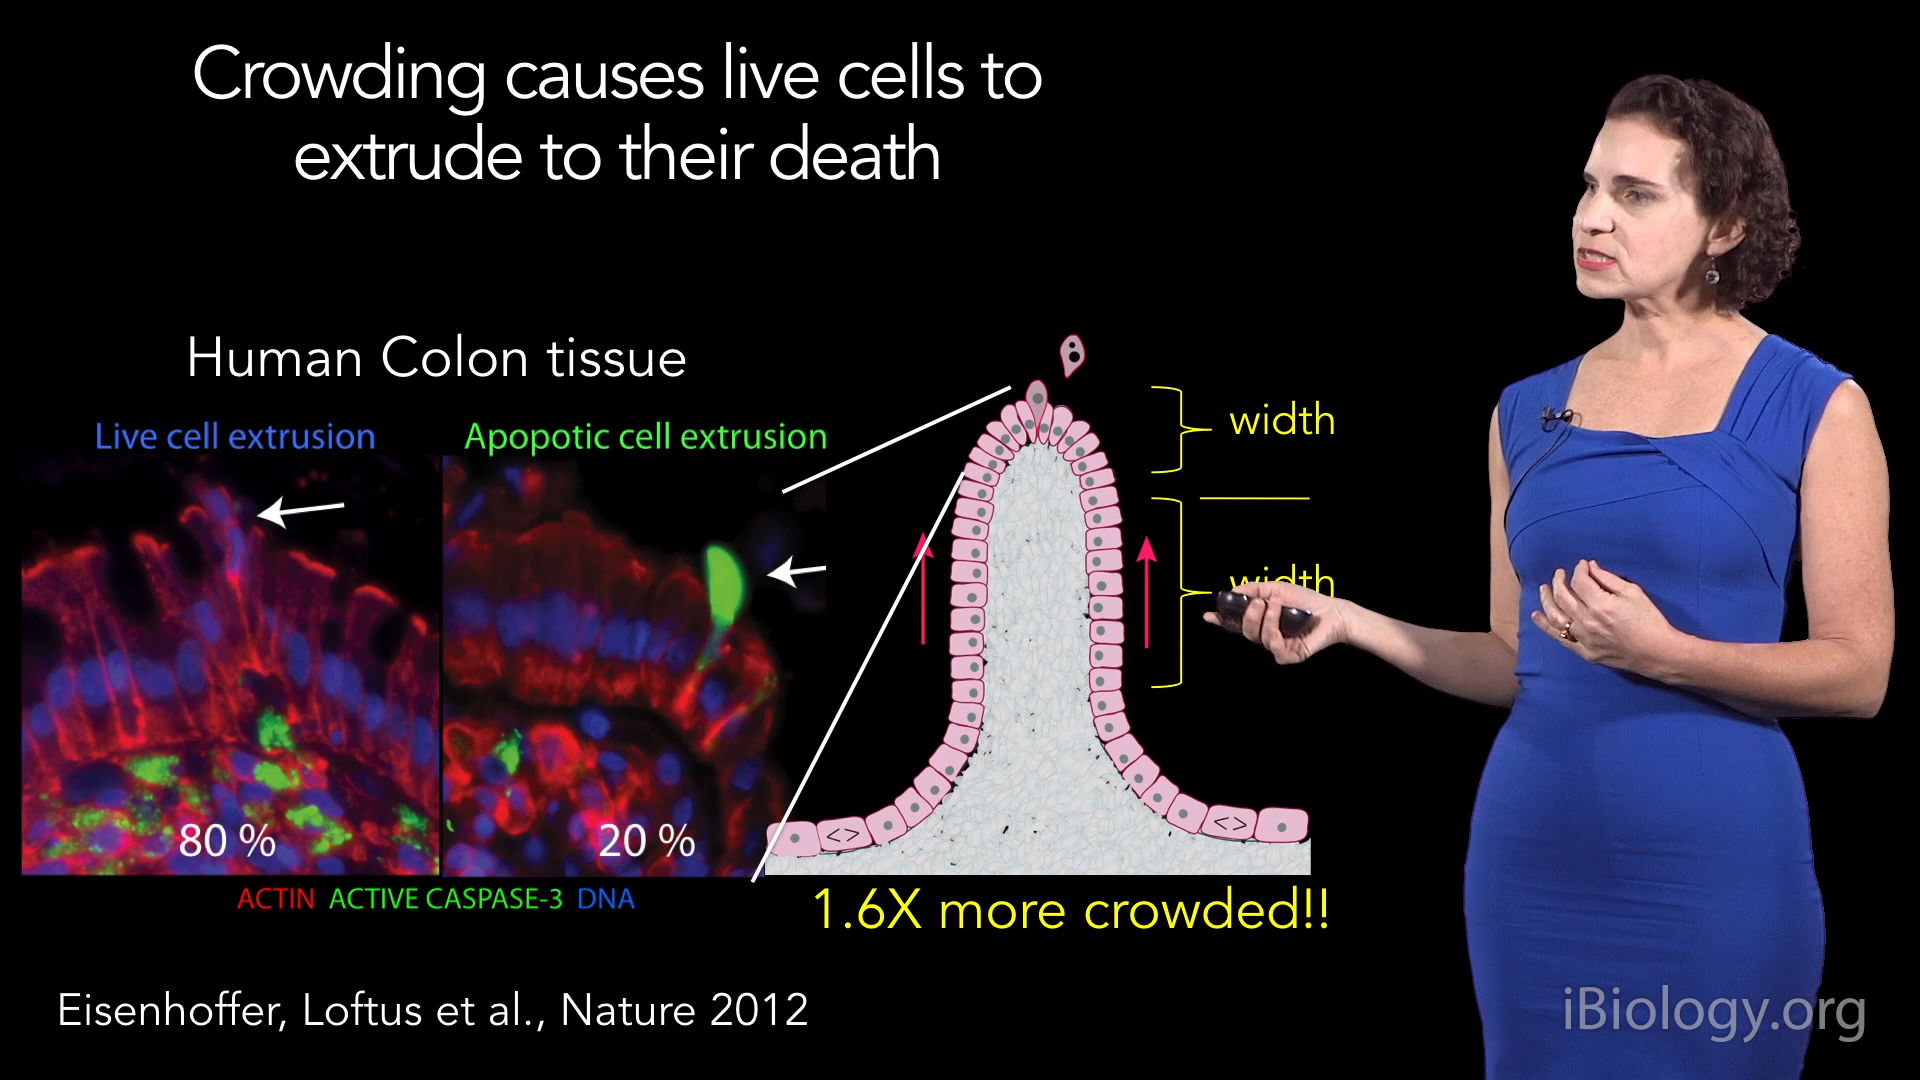 Crowding causes live cells to
extrude to their death
Human Colon tissue
Live cell extrusion
Apopotic cell extrusion
width
width
80 %
20 %
<>
<>
ACTIN ACTIVE CASPASE-3 DNA
1.6X more crowded!!
Eisenhoffer, Loftus et al., Nature 2012
iBiology.org